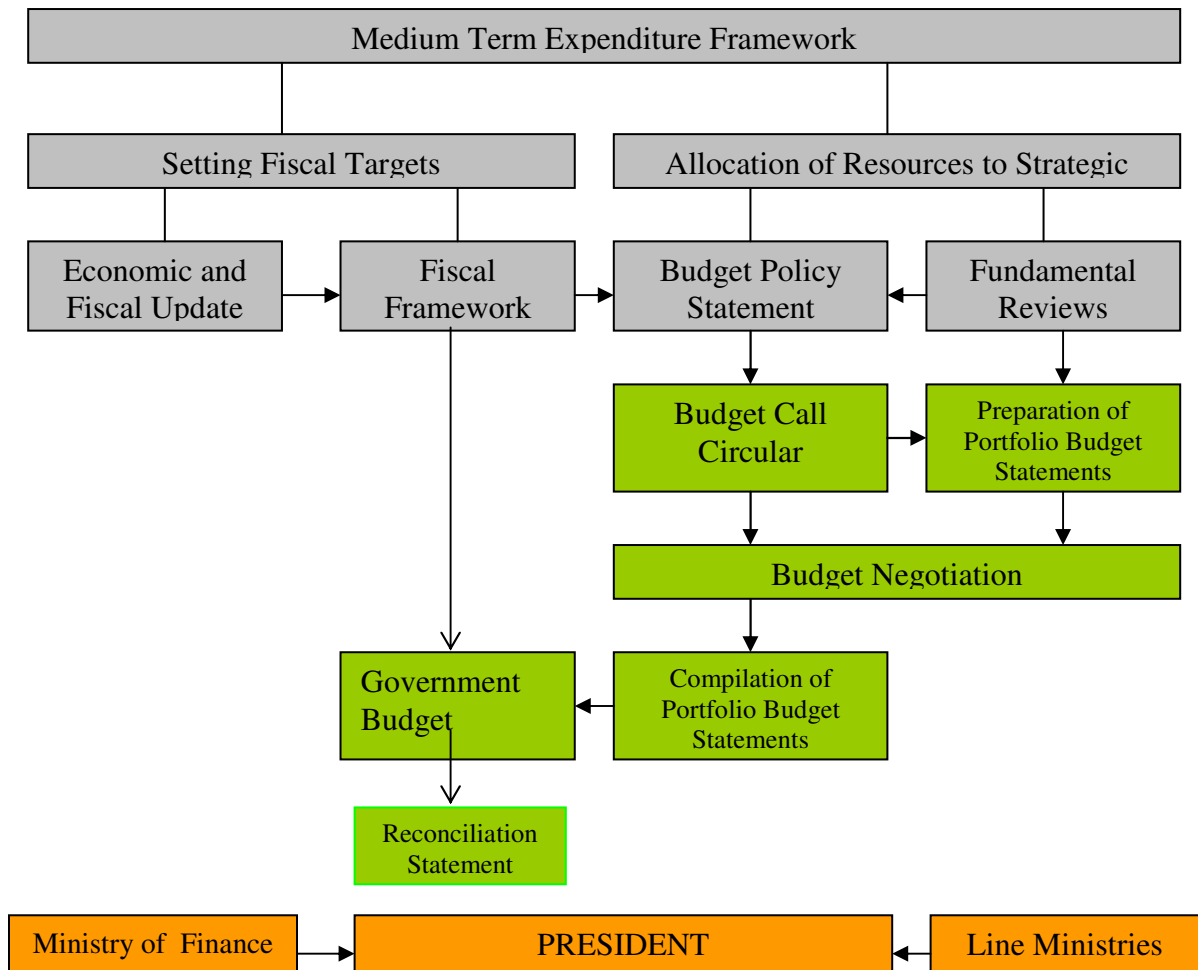 Medium Term Expenditure Framework
Setting Fiscal Targets
Allocation of Resources to Strategic
Economic and
Fiscal Update
Fiscal
Framework
Budget Policy
Statement
Fundamental
Reviews
Budget Call
Circular
Preparation of
Portfolio Budget
Statements
Budget Negotiation
Government
Budget
Compilation of
Portfolio Budget
Statements
Reconciliation
Statement
Ministry of Finance
PRESIDENT
Line Ministries